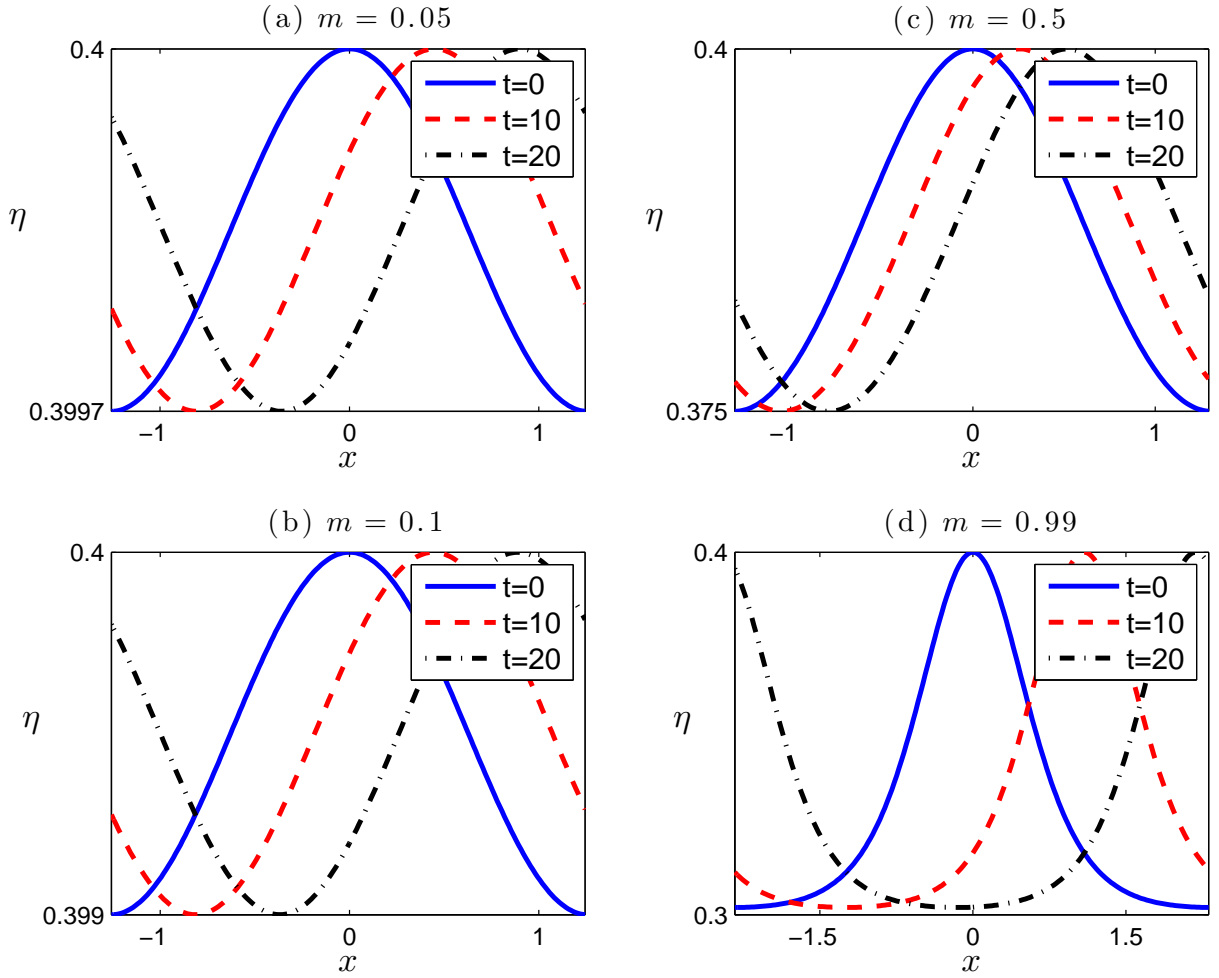 (a) m = 0.05
0.4
t=0
t=10
t=20
η
0.3997
−1
0
1
x
(c) m = 0.5
0.4
t=0
t=10
t=20
η
0.375
−1
0
1
x
(b) m = 0.1
0.4
t=0
t=10
t=20
η
0.399
−1
0
1
x
(d) m = 0.99
0.4
t=0
t=10
t=20
η
0.3
−1.5
0
1.5
x